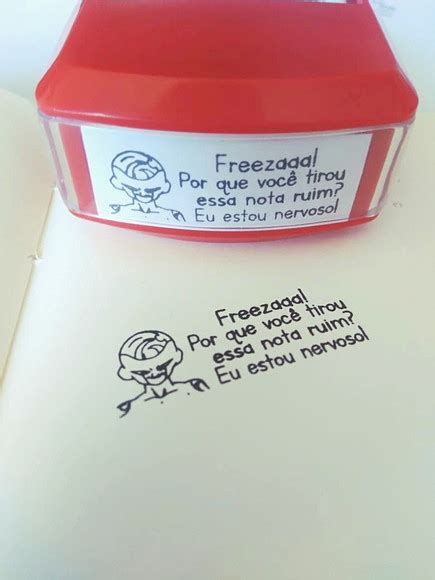 Freezaaa!
Por que você tirou
essa nota ruim?
Eu estou nervoso!
Freezaaa!
Por que você tirou
essa nota ruim?
Eu estou nervoso!